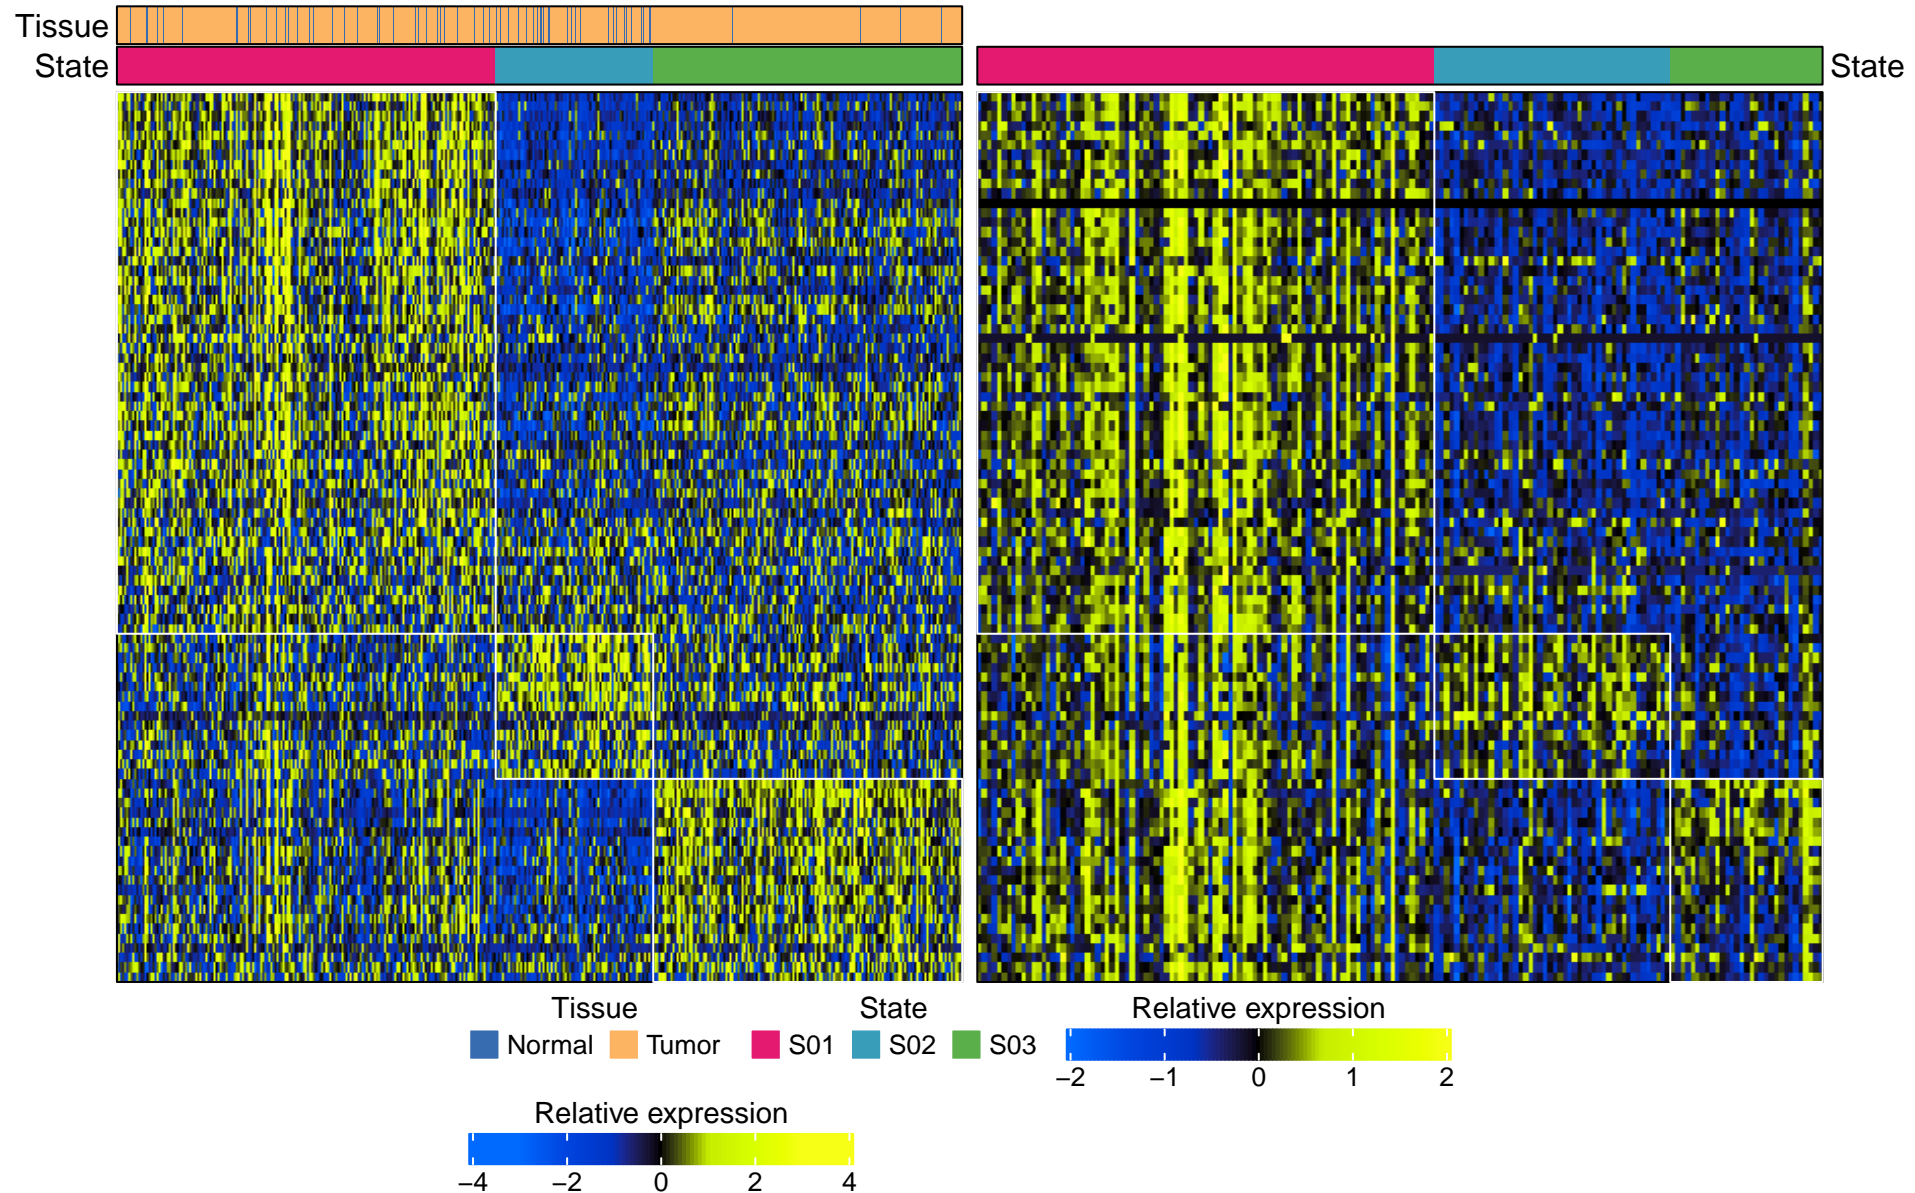 Tissue
State
State
Tissue
Normal Tumor
State
S01 S02 S03
Relative expression
−2 −1 0 1 2
Relative expression
−4 −2 0 2 4